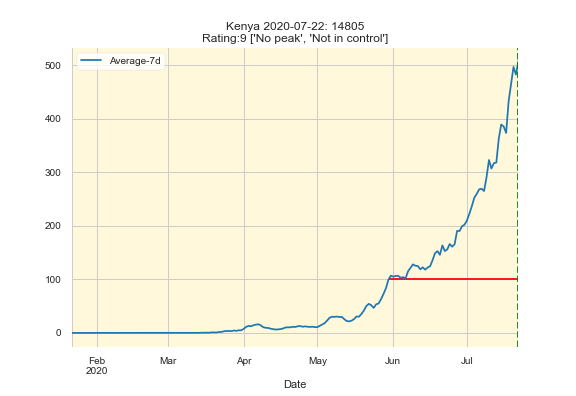 Kenya 2020-07-22: 14805
Rating:9 ['No peak', 'Not in control']
Average-7d
500
400
300
200
100
0
Feb Mar Apr May Jun Jul
2020
Date